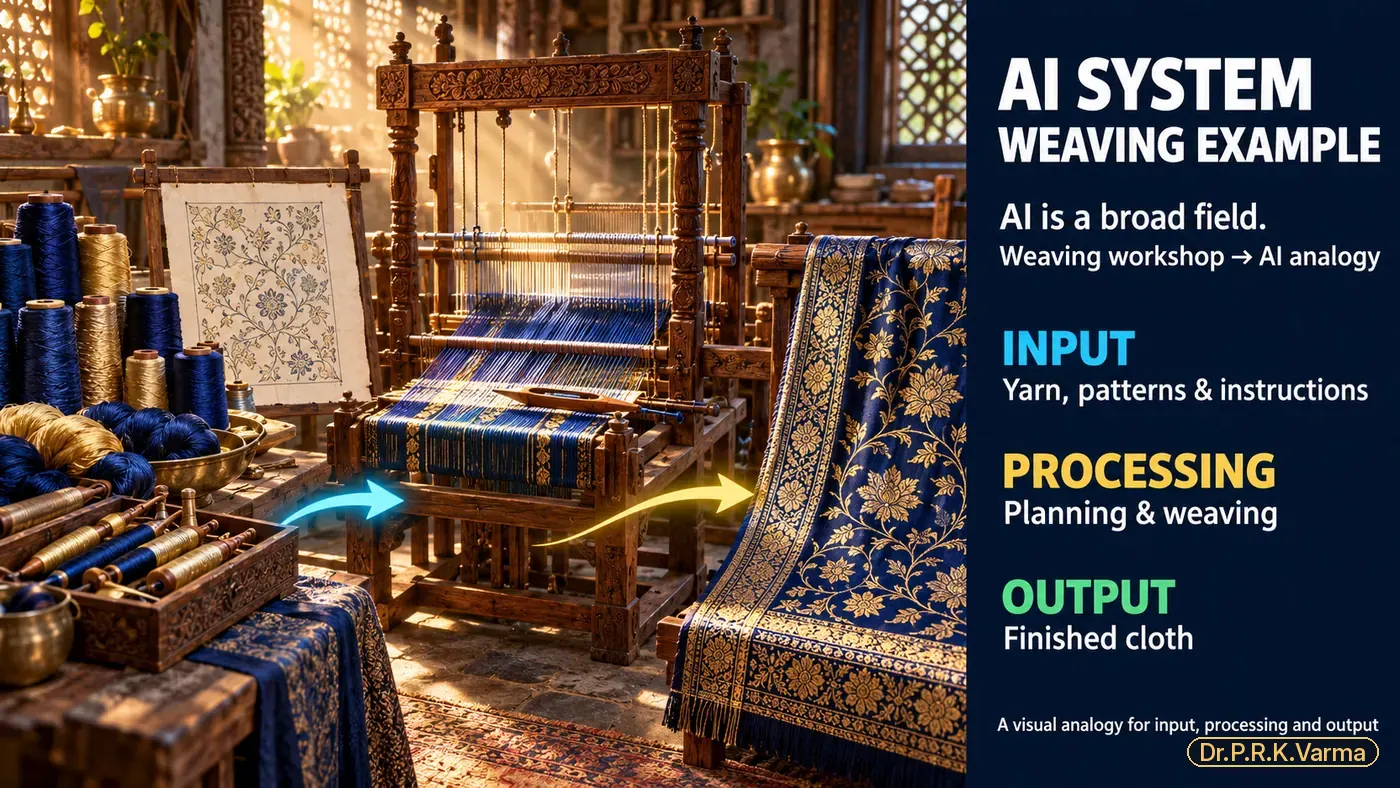 AI SYSTEM
WEAVING EXAMPLE
AI is a broad field.
Weaving workshop → AI analogy
INPUT
Yarn, patterns & instructions
PROCESSING
Planning & weaving
OUTPUT
Finished cloth
A visual analogy for input, processing and output
Dr.P.R.K.Varma